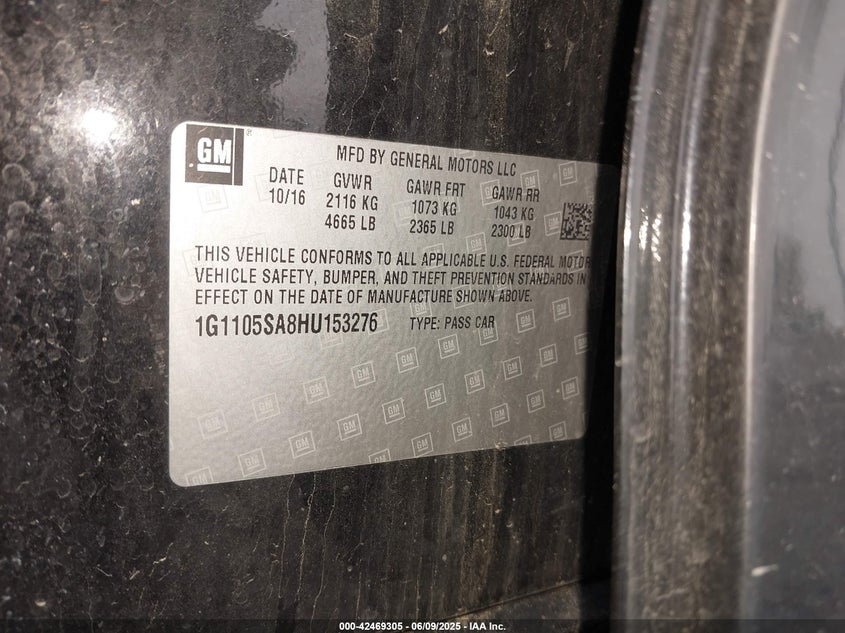 GM
MFD BY GENERAL MOTORS LLC
DATE GVWR GAWR FRT GAWR RR
10/16 2116 KG 1073 KG 1043 KG
4665 LB 2365 LB 2300 LB
THIS VEHICLE CONFORMS TO ALL APPLICABLE U.S. FEDERAL MOTOR
VEHICLE SAFETY, BUMPER, AND THEFT PREVENTION STANDARDS IN
EFFECT ON THE DATE OF MANUFACTURE SHOWN ABOVE.
1G1105SA8HU153276 TYPE: PASS CAR
000-42469305 - 06/09/2025 - IAA Inc.